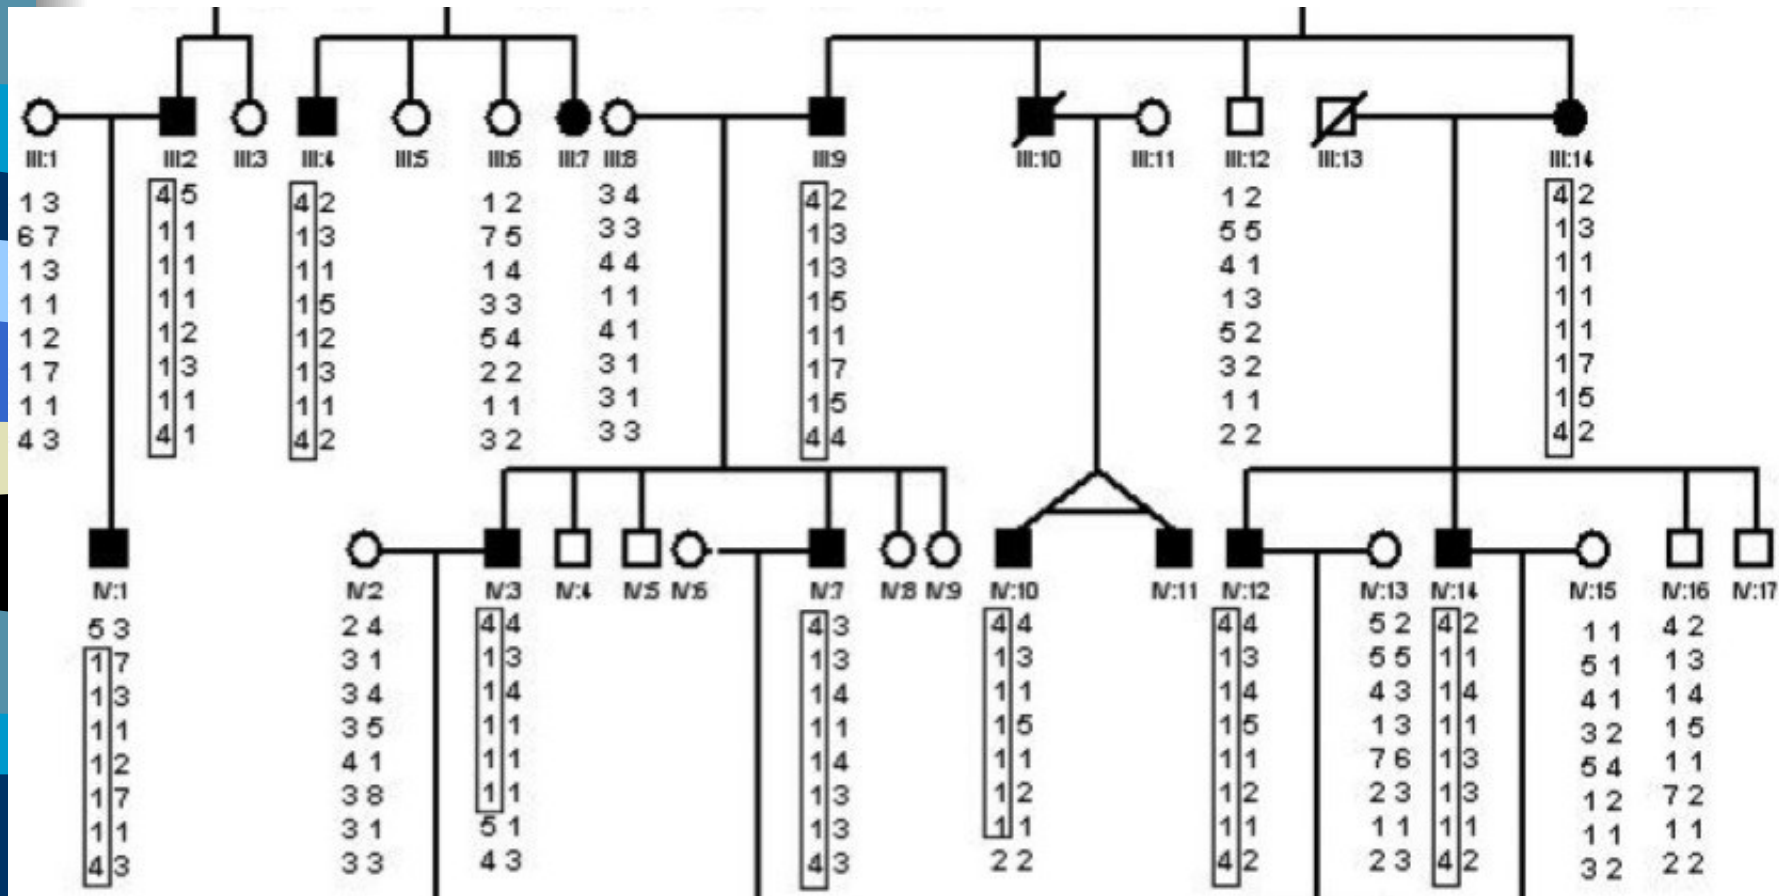 III:1 III:2 III:3 III:4 III:5 III:6 III:7 III:8 III:9 III:10 III:11 III:12 III:13 III:14
1 3 4 5 4 2 1 2 3 4 4 2 1 2 4 2
6 7 1 1 1 3 7 5 3 3 1 3 5 5 1 3
1 3 1 1 1 1 1 4 4 4 1 3 4 1 1 1
1 1 1 1 1 5 3 3 1 1 1 5 1 3 1 1
1 2 1 2 1 2 5 4 4 1 1 1 5 2 1 1
1 7 1 3 1 3 2 2 3 1 1 7 3 2 1 7
1 1 1 1 1 1 1 1 3 1 1 5 1 1 1 5
4 3 4 1 4 2 3 2 3 3 4 4 2 2 4 2
IV:1 IV:2 IV:3 IV:4 IV:5 IV:6 IV:7 IV:8 IV:9 IV:10 IV:11 IV:12 IV:13 IV:14 IV:15 IV:16 IV:17
5 3 2 4 4 4 4 3 4 4 4 4 5 2 4 2 1 1 4 2
1 7 3 1 1 3 1 3 1 3 1 3 5 5 1 1 5 1 1 3
1 3 3 4 1 4 1 4 1 1 1 4 4 3 1 4 4 1 1 4
1 1 3 5 1 1 1 1 1 5 1 5 1 3 1 1 3 2 1 5
1 2 4 1 1 1 1 4 1 1 1 1 7 6 1 3 5 4 1 1
1 7 3 8 1 1 1 3 1 2 1 2 2 3 1 3 1 2 7 2
1 1 3 1 5 1 1 3 1 1 1 1 1 1 1 1 1 1 1 1
4 3 3 3 4 3 4 3 2 2 4 2 2 3 4 2 3 2 2 2